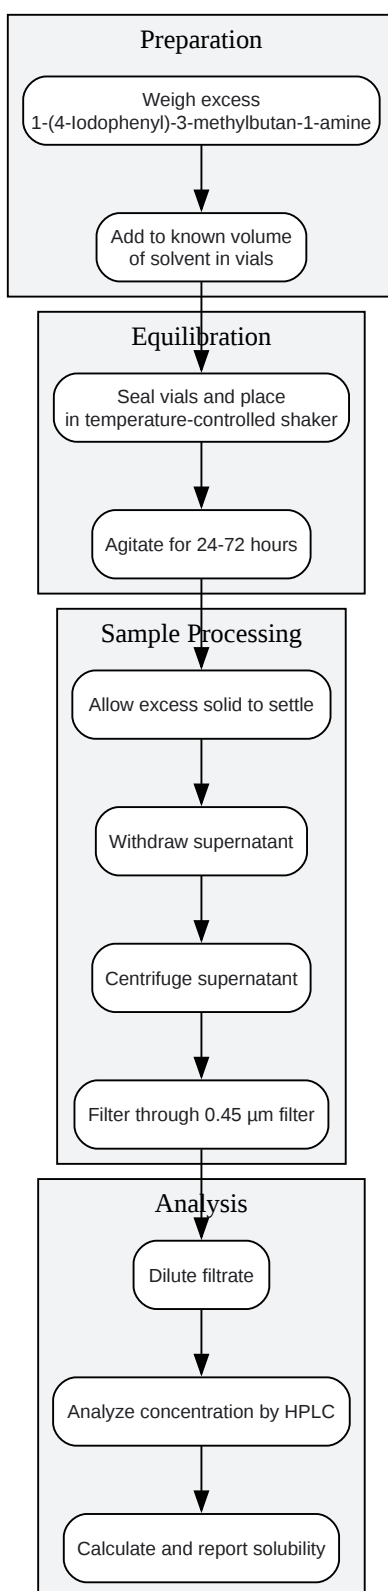 Preparation
Weigh excess
1-(4-Iodophenyl)-3-methylbutan-1-amine
Add to known volume
of solvent in vials
Equilibration
Seal vials and place
in temperature-controlled shaker
Agitate for 24-72 hours
Sample Processing
Allow excess solid to settle
Withdraw supernatant
Centrifuge supernatant
Filter through 0.45 µm filter
Analysis
Dilute filtrate
Analyze concentration by HPLC
Calculate and report solubility